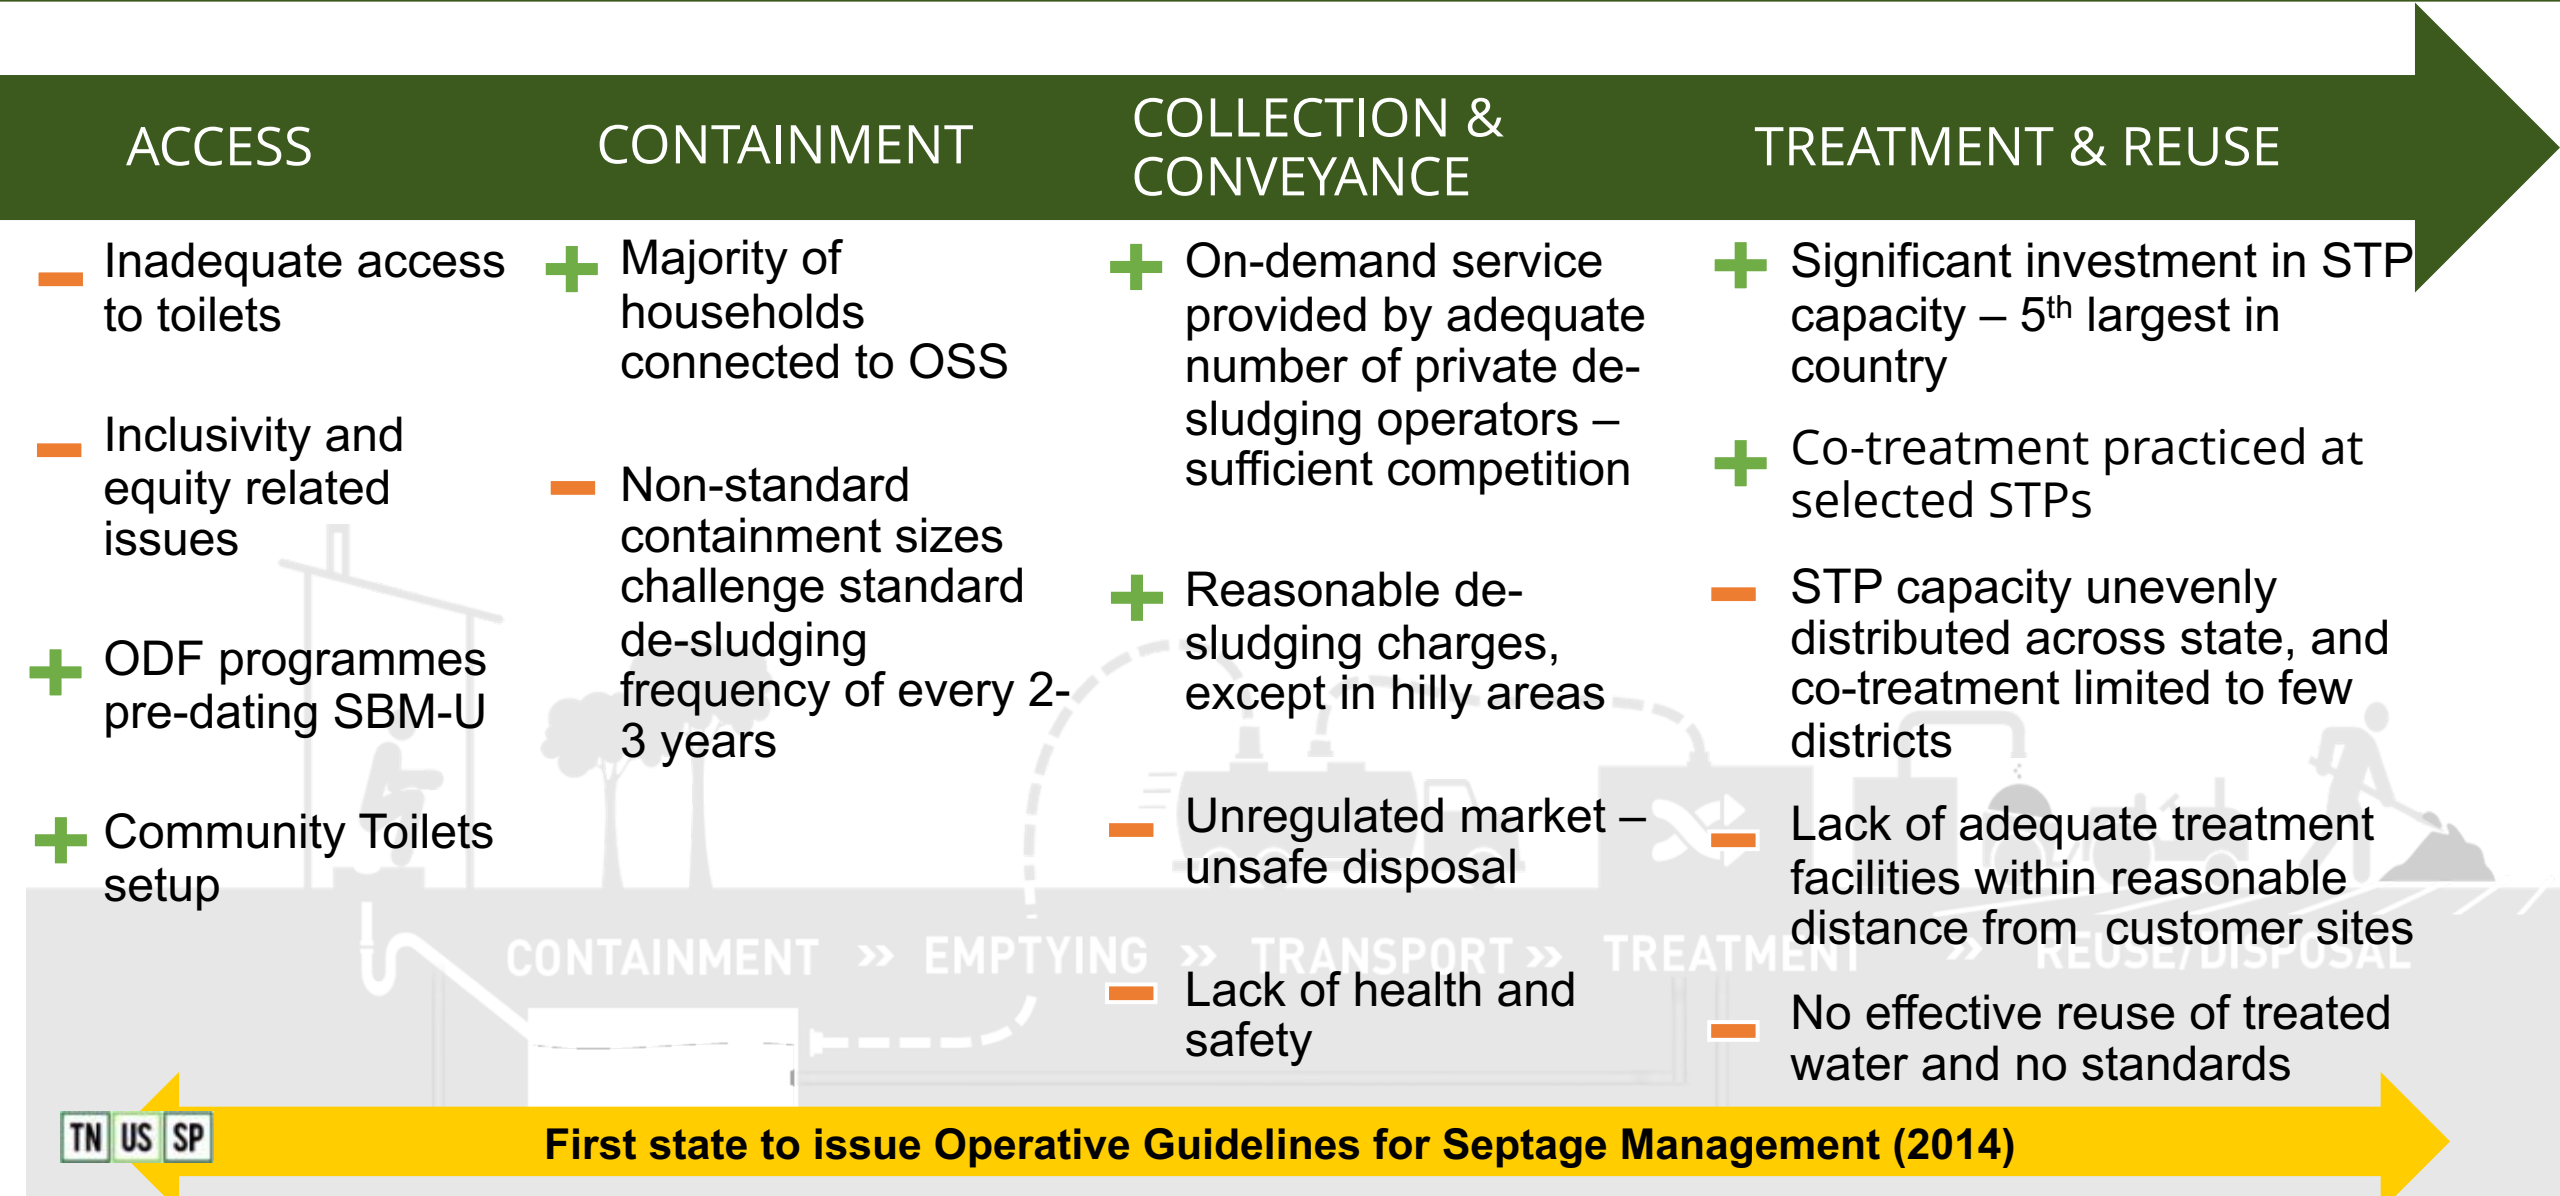 ACCESS
CONTAINMENT
COLLECTION &
CONVEYANCE
TREATMENT & REUSE
Inadequate access
to toilets
Inclusivity and
equity related
issues
ODF programmes
pre-dating SBM-U
Community Toilets
setup
Majority of
households
connected to OSS
Non-standard
containment sizes
challenge standard
de-sludging
frequency of every 2-
3 years
On-demand service
provided by adequate
number of private de-
sludging operators –
sufficient competition
Reasonable de-
sludging charges,
except in hilly areas
Unregulated market –
unsafe disposal
Lack of health and
safety
Significant investment in STP
capacity – 5th largest in
country
Co-treatment practiced at
selected STPs
STP capacity unevenly
distributed across state, and
co-treatment limited to few
districts
Lack of adequate treatment
facilities within reasonable
distance from  customer sites
No effective reuse of treated
water and no standards
CONTAINMENT » EMPTYING » TRANSPORT » TREATMENT » REUSE/DISPOSAL
TN US SP
First state to issue Operative Guidelines for Septage Management (2014)